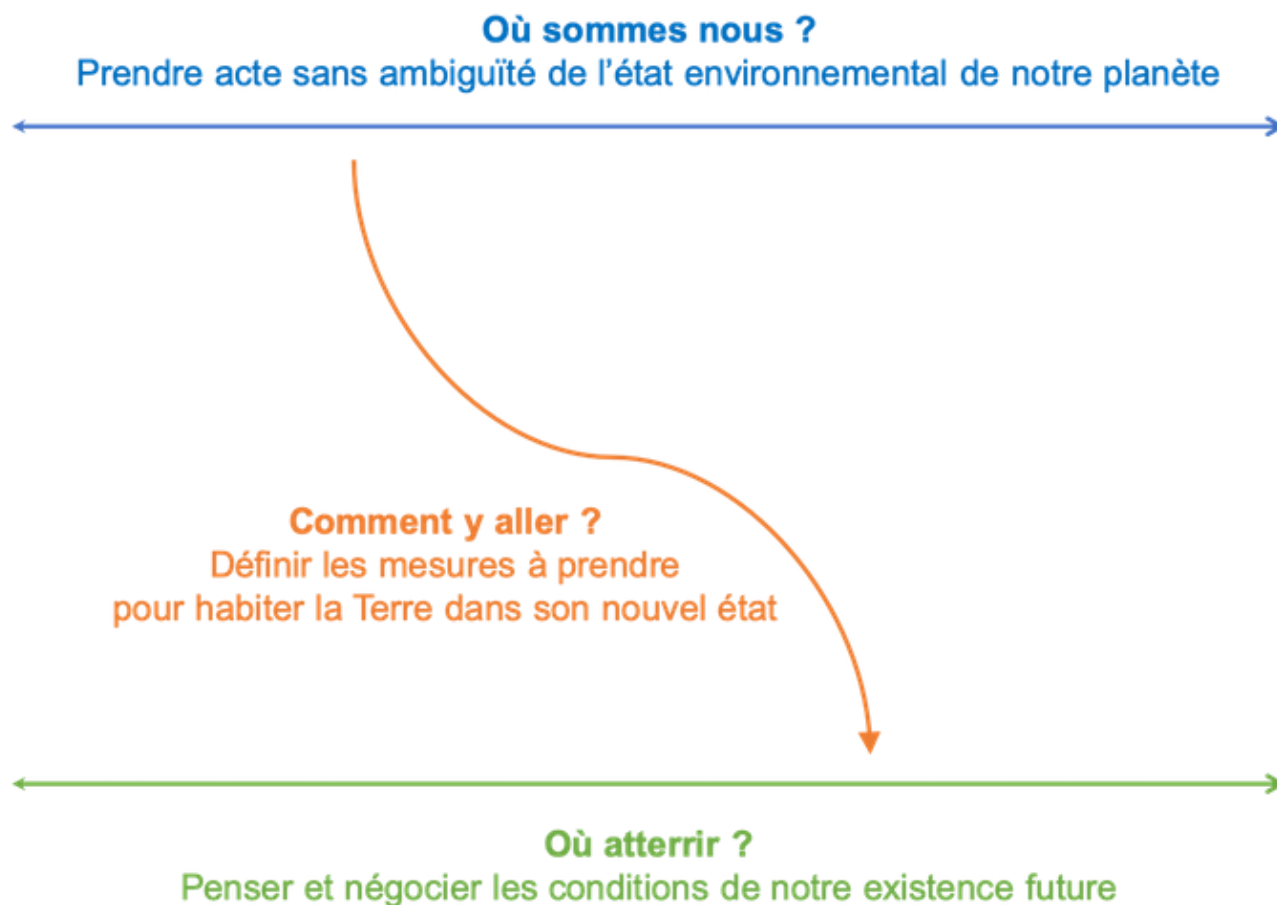 Où sommes nous ?
Prendre acte sans ambiguïté de l’état environnemental de notre planète
Comment y aller ?
Définir les mesures à prendre
pour habiter la Terre dans son nouvel état
Où atterrir ?
Penser et négocier les conditions de notre existence future